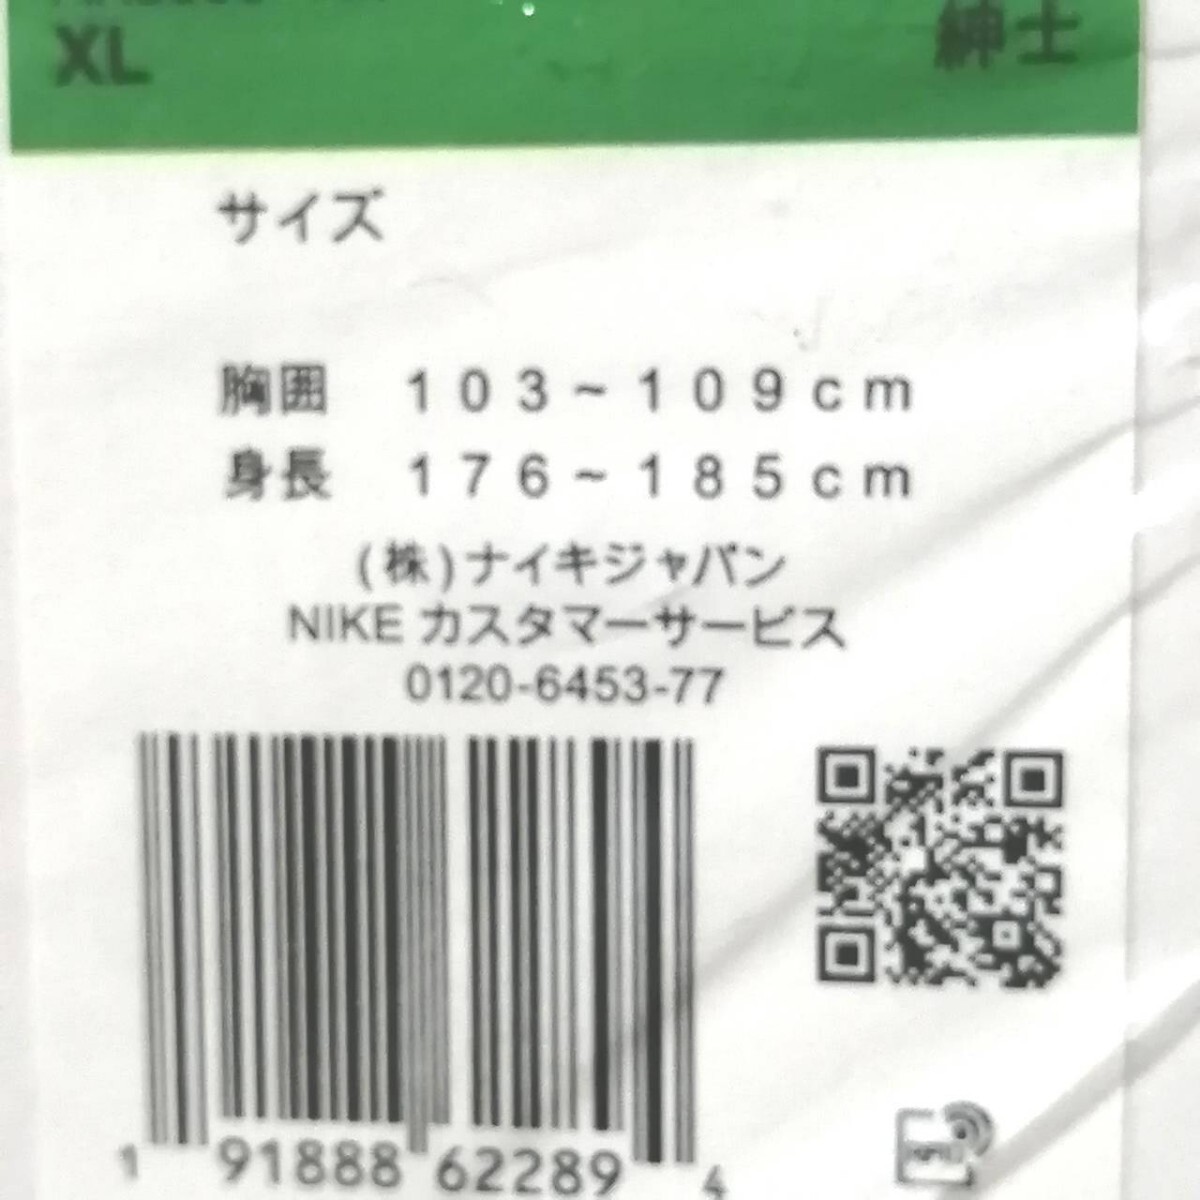 XL 紳士
サイズ
胸囲 103~109cm
身長 176~185cm
(株)ナイキジャパン
NIKE カスタマーサービス
0120-6453-77
1 91888 62289 4